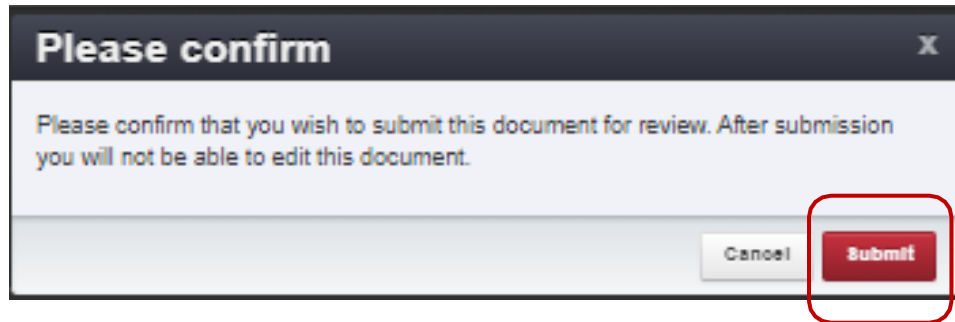 Please confirm
x
Please confirm that you wish to submit this document for review. After submission
you will not be able to edit this document.
Cancel
Submit